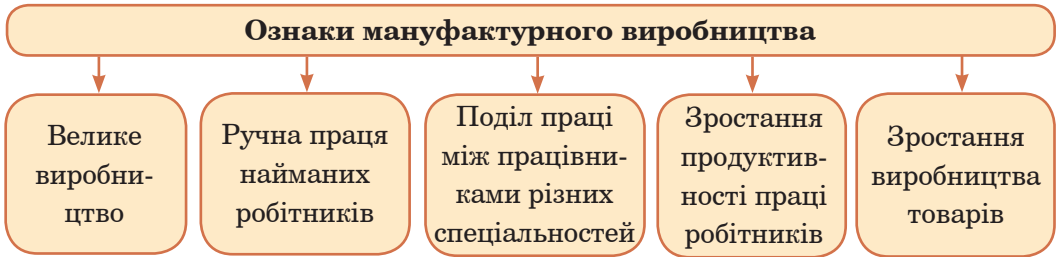 Ознаки мануфактурного виробництва
Велике
виробни-
цтво
Ручна праця
найманих
робітників
Поділ праці
між працівни-
ками різних
спеціальностей
Зростання
продуктив-
ності праці
робітників
Зростання
виробництва
товарів